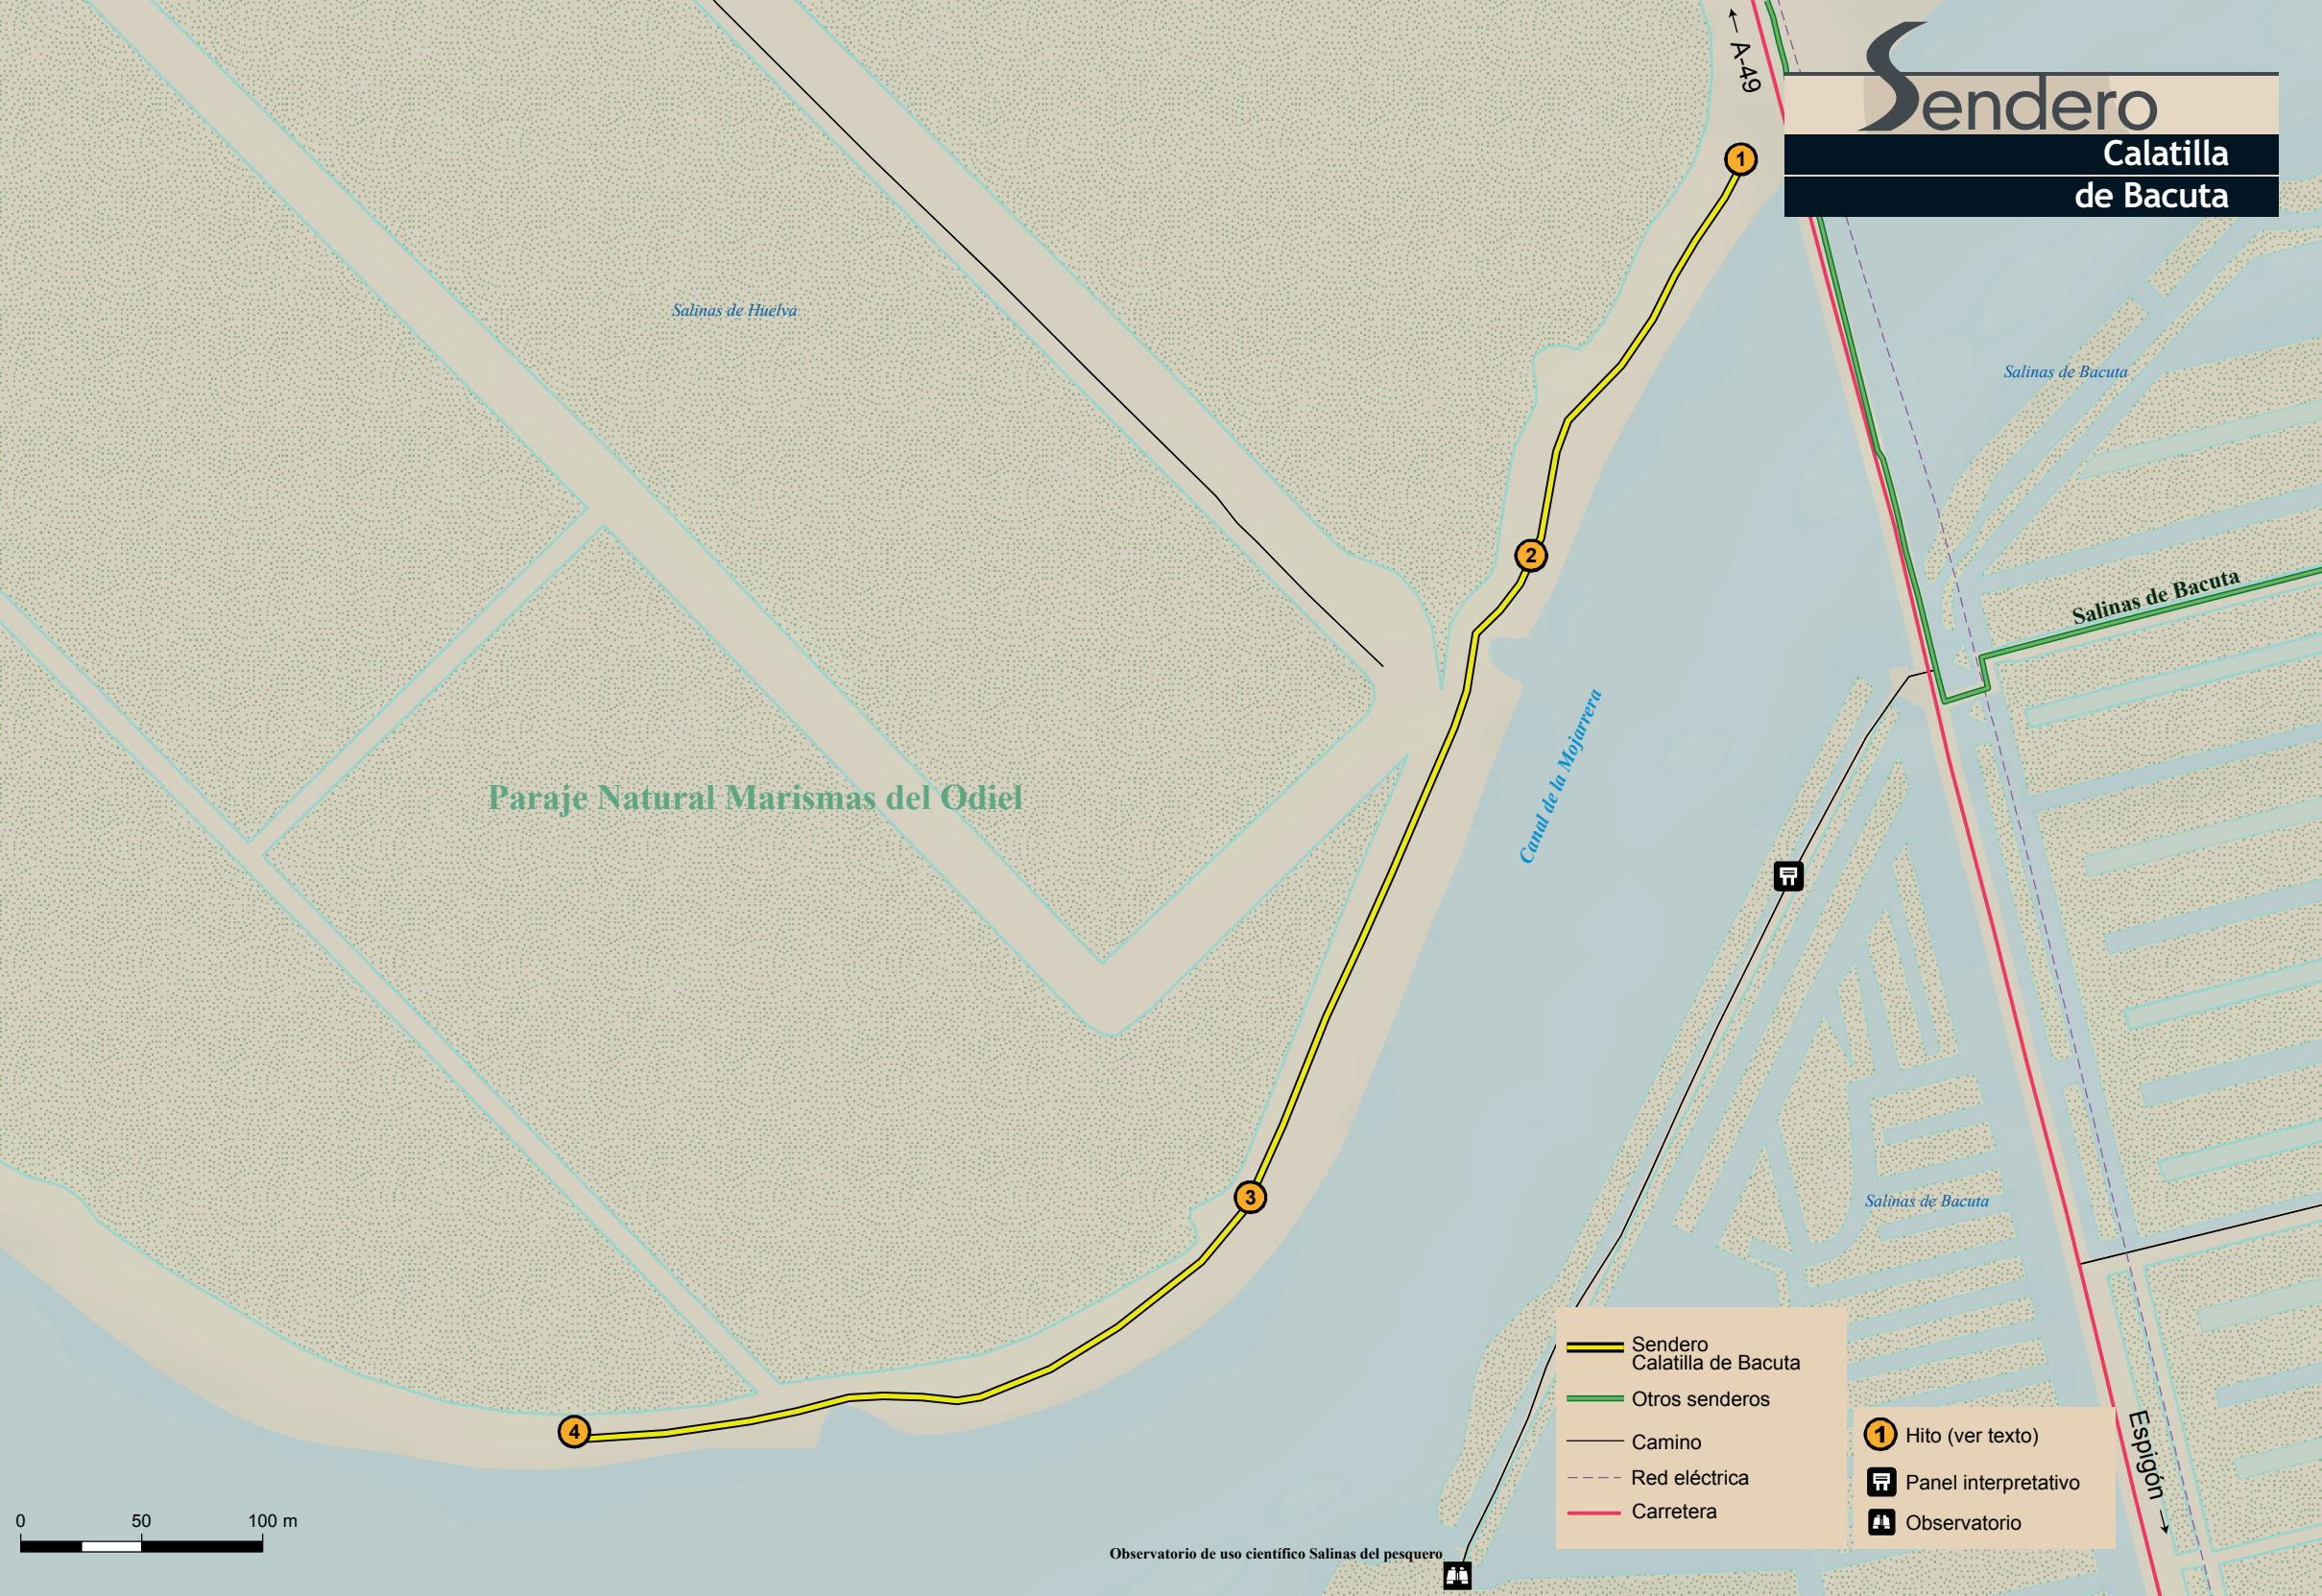 ← A-49
Sendero
Calatilla
de Bacuta
1
Salinas de Huelva
Salinas de Bacuta
2
Salinas de Bacuta
Canal de la Mojarrera
Paraje Natural Marismas del Odiel
3
Salinas de Bacuta
4
Sendero
Calatilla de Bacuta
Otros senderos
Camino
Red eléctrica
Carretera
1 Hito (ver texto)
Panel interpretativo
Observatorio
Espigón →
0 50 100 m
Observatorio de uso científico Salinas del pesquero